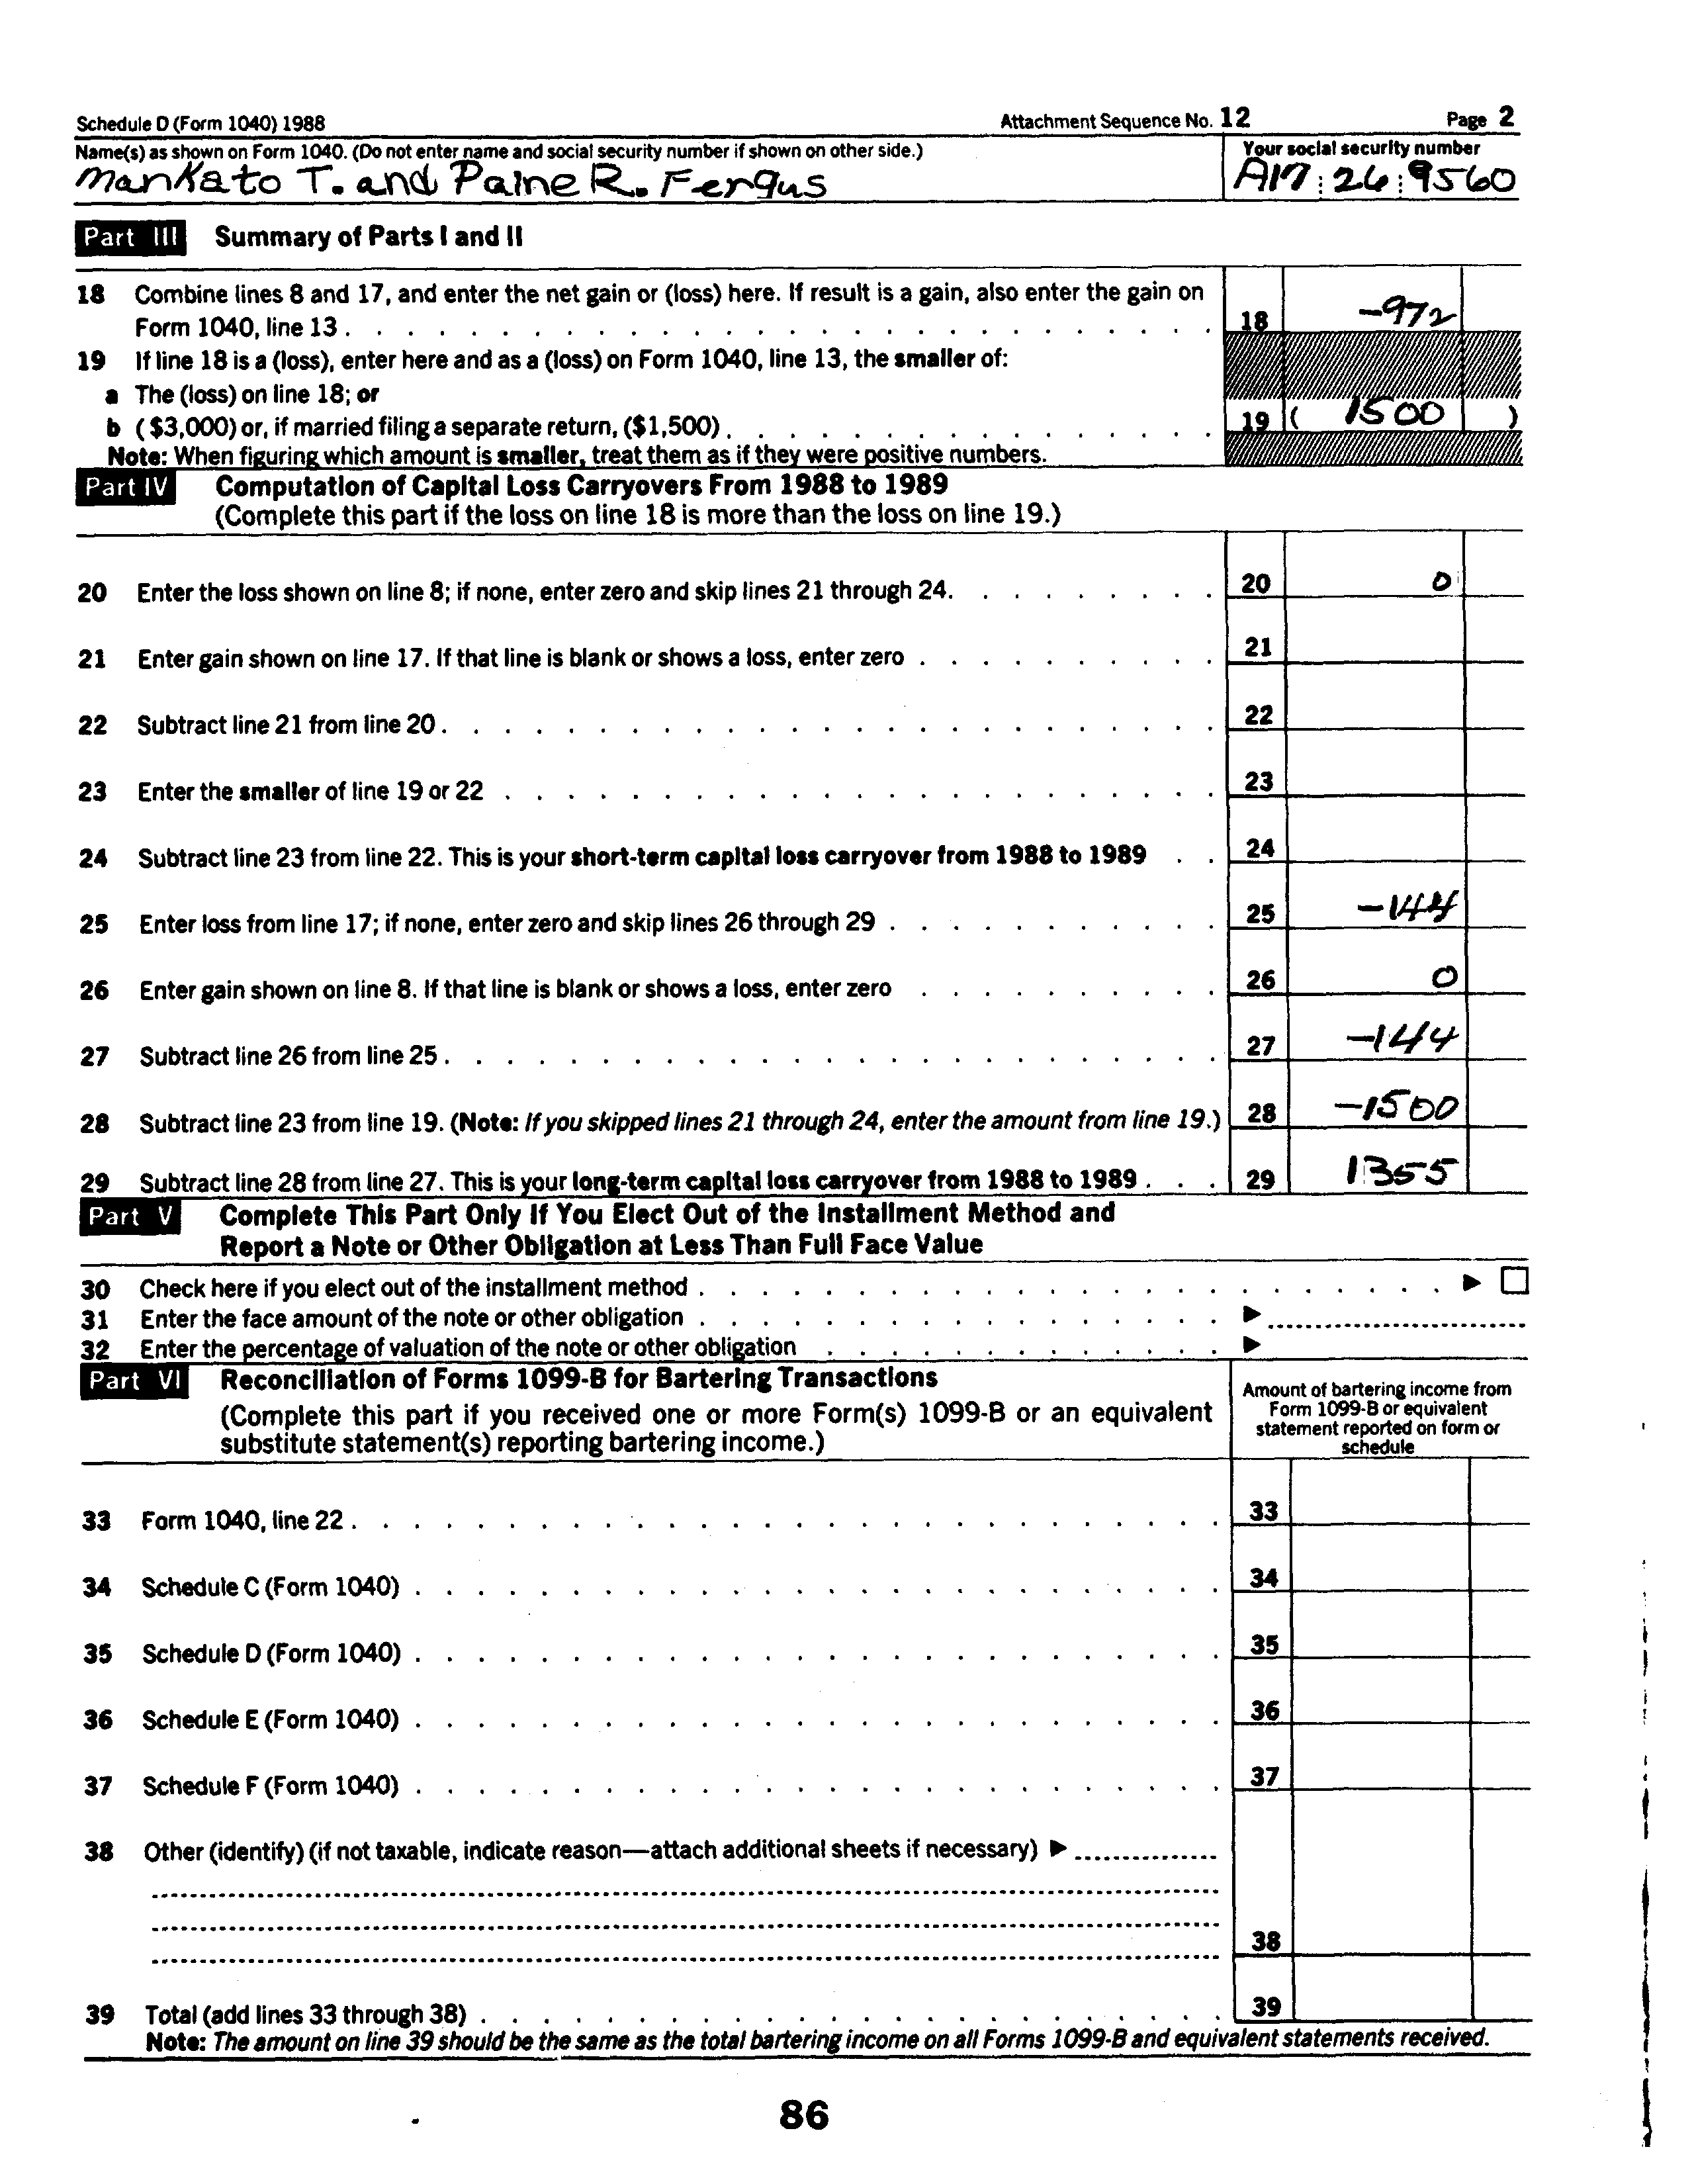 Schedule D (Form 1040) 1988 Attachment Sequence No. 12 Page 2
Name(s) as shown on Form 1040. (Do not enter name and social security number if shown on other side.) Your social security number
Mankato T. and Paine R. Fergus A17 26 9560
Part III Summary of Parts I and II
18 Combine lines 8 and 17, and enter the net gain or (loss) here. If result is a gain, also enter the gain on
Form 1040, line 13 . . . 18 -972
19 If line 18 is a (loss), enter here and as a (loss) on Form 1040, line 13, the smaller of:
a The (loss) on line 18; or
b ($3,000) or, if married filing a separate return, ($1,500) . . . 19 ( 1500 )
Note: When figuring which amount is smaller, treat them as if they were positive numbers.
Part IV Computation of Capital Loss Carryovers From 1988 to 1989
(Complete this part if the loss on line 18 is more than the loss on line 19.)
20 Enter the loss shown on line 8; if none, enter zero and skip lines 21 through 24. . . . 20 0
21 Enter gain shown on line 17. If that line is blank or shows a loss, enter zero . . . 21
22 Subtract line 21 from line 20 . . . 22
23 Enter the smaller of line 19 or 22 . . . 23
24 Subtract line 23 from line 22. This is your short-term capital loss carryover from 1988 to 1989 . . 24
25 Enter loss from line 17; if none, enter zero and skip lines 26 through 29 . . . 25 -144
26 Enter gain shown on line 8. If that line is blank or shows a loss, enter zero . . . 26 0
27 Subtract line 26 from line 25 . . . 27 -144
28 Subtract line 23 from line 19. (Note: If you skipped lines 21 through 24, enter the amount from line 19.) 28 -1500
29 Subtract line 28 from line 27. This is your long-term capital loss carryover from 1988 to 1989 . . . 29 1355
Part V Complete This Part Only If You Elect Out of the Installment Method and
Report a Note or Other Obligation at Less Than Full Face Value
30 Check here if you elect out of the installment method . . . ▶ ☐
31 Enter the face amount of the note or other obligation . . . ▶
32 Enter the percentage of valuation of the note or other obligation . . . ▶
Part VI Reconciliation of Forms 1099-B for Bartering Transactions
(Complete this part if you received one or more Form(s) 1099-B or an equivalent
substitute statement(s) reporting bartering income.)
Amount of bartering income from
Form 1099-B or equivalent
statement reported on form or
schedule
33 Form 1040, line 22 . . . 33
34 Schedule C (Form 1040) . . . 34
35 Schedule D (Form 1040) . . . 35
36 Schedule E (Form 1040) . . . 36
37 Schedule F (Form 1040) . . . 37
38 Other (identify) (if not taxable, indicate reason—attach additional sheets if necessary) ▶
38
39 Total (add lines 33 through 38) . . . 39
Note: The amount on line 39 should be the same as the total bartering income on all Forms 1099-B and equivalent statements received.
86